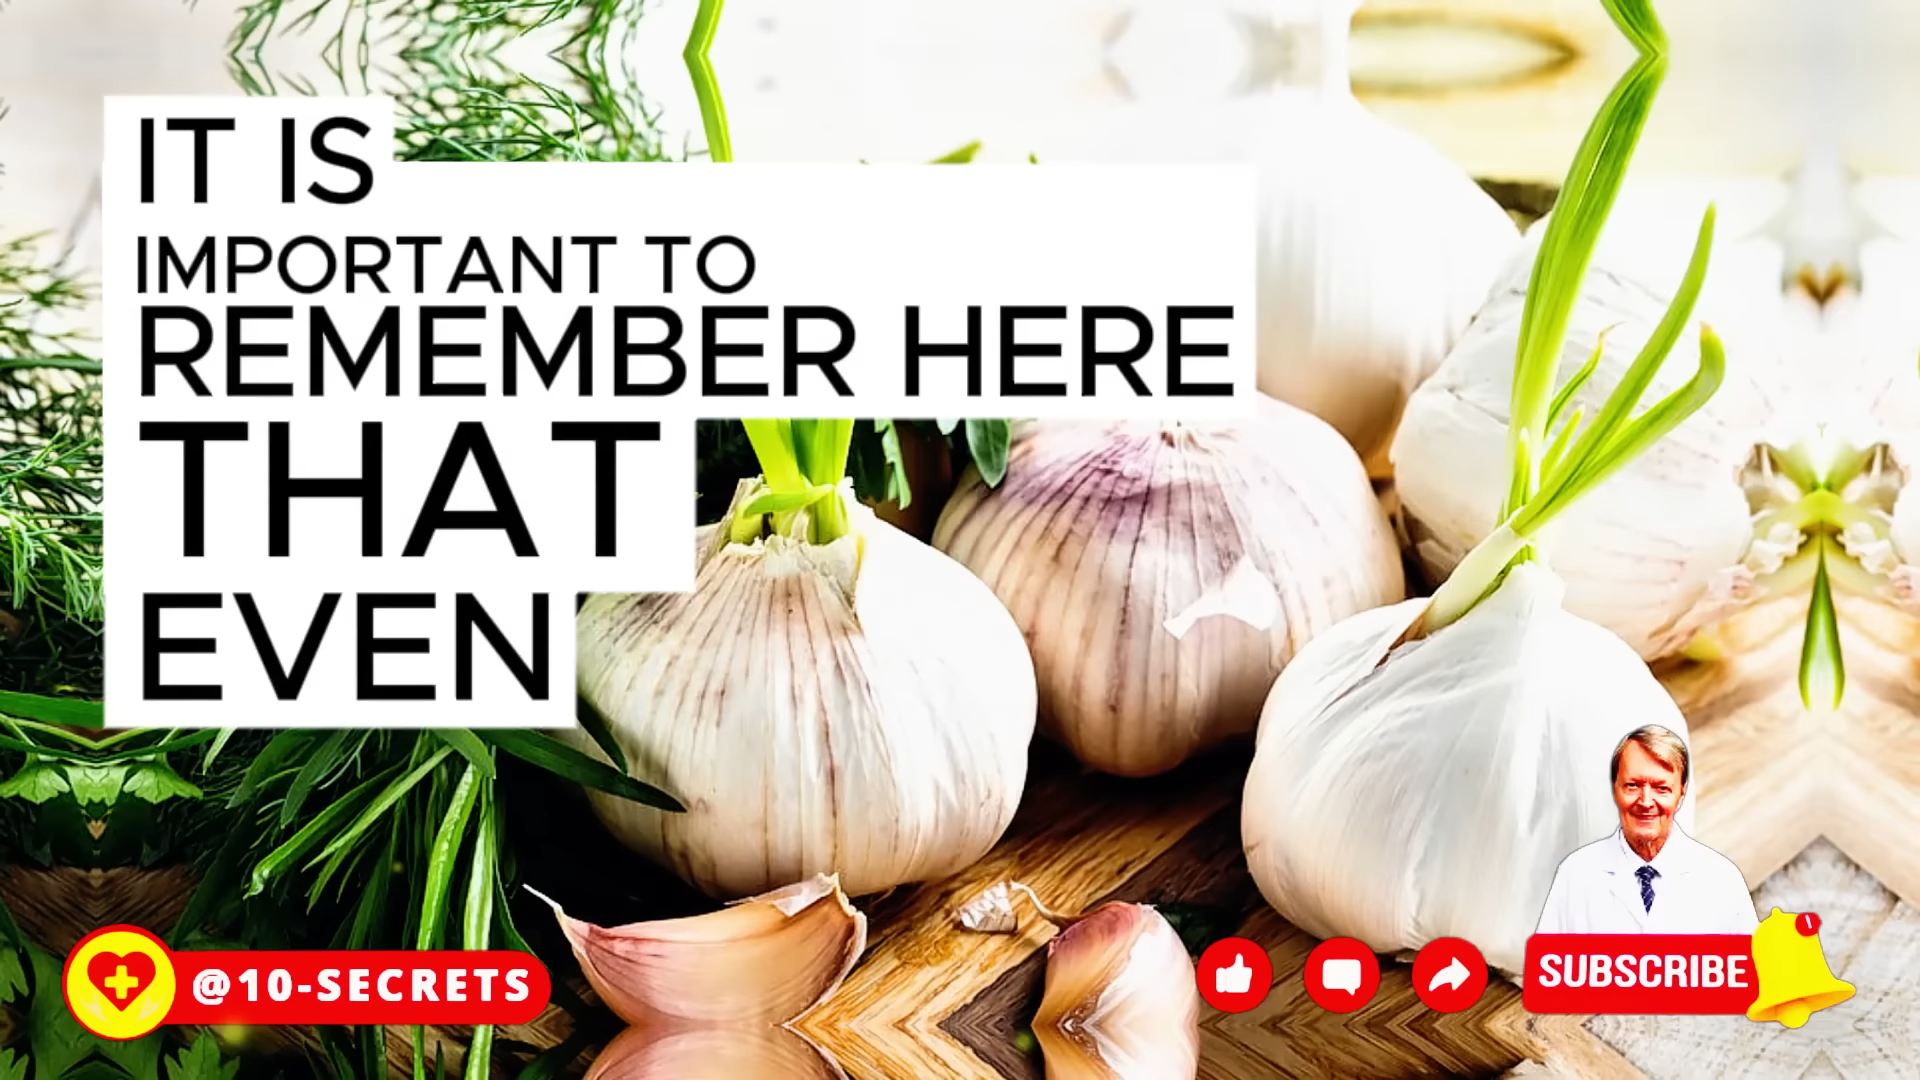 IT IS
IMPORTANT TO
REMEMBER HERE
THAT
EVEN
@10-SECRETS
SUBSCRIBE